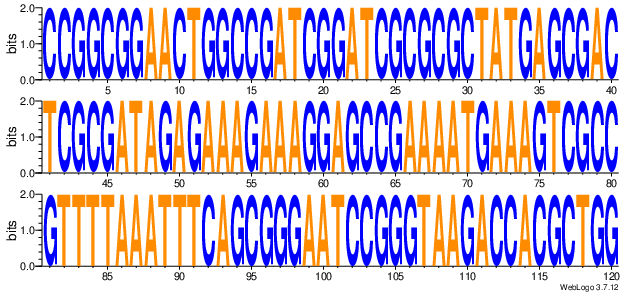 2.0
1.0
0.0
bits
CCGGCGGAACTGGCCGATCGGATCGCGCGCTATGAGCGAC
5 10 15 20 25 30 35 40
2.0
1.0
0.0
bits
TCGCGATAGAGAAAGAAAGGAGCCGAAAATGAAAGTCGCC
45 50 55 60 65 70 75 80
2.0
1.0
0.0
bits
GTTTTAAATTTCAGCGGGAATCCGGGTAAGACCACGCTGG
85 90 95 100 105 110 115 120
WebLogo 3.7.12